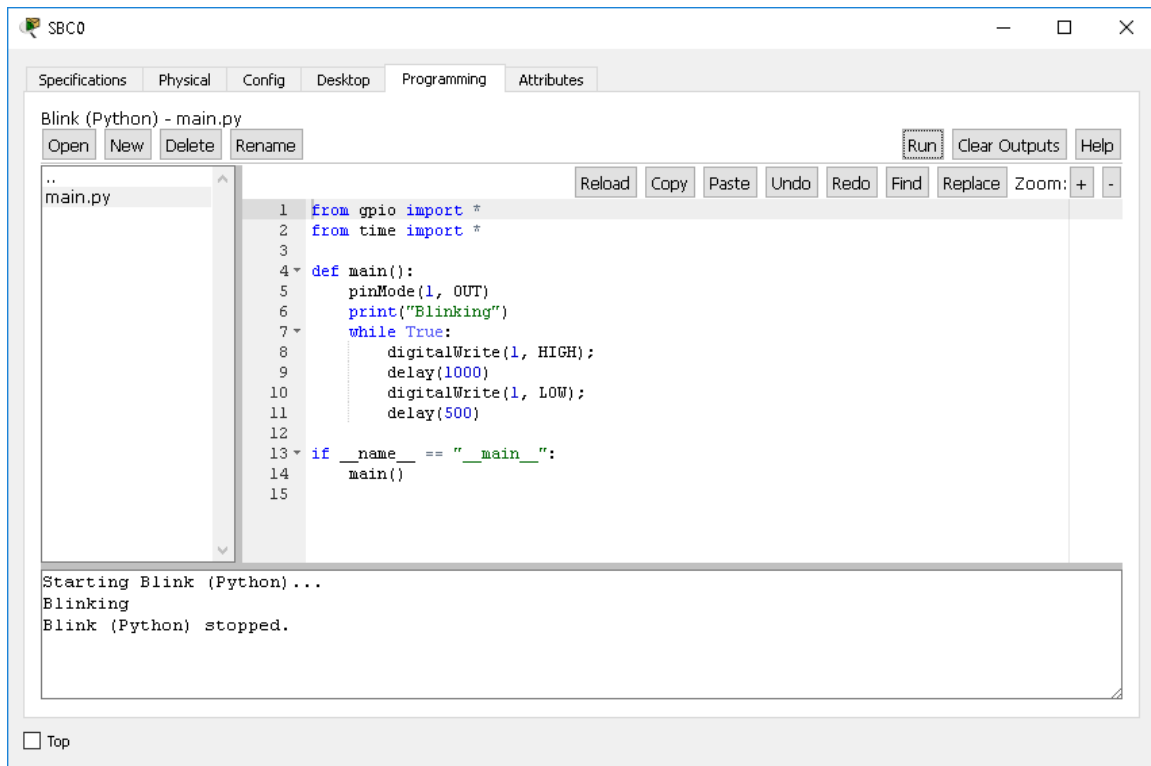 SBC0
Specifications Physical Config Desktop Programming Attributes
Blink (Python) - main.py
Open New Delete Rename Run Clear Outputs Help
..
main.py
Reload Copy Paste Undo Redo Find Replace Zoom: + -
1 from gpio import *
2 from time import *
3
4 def main():
5     pinMode(1, OUT)
6     print("Blinking")
7     while True:
8         digitalWrite(1, HIGH);
9         delay(1000)
10         digitalWrite(1, LOW);
11         delay(500)
12
13 if __name__ == "__main__":
14     main()
15
Starting Blink (Python)...
Blinking
Blink (Python) stopped.
Top